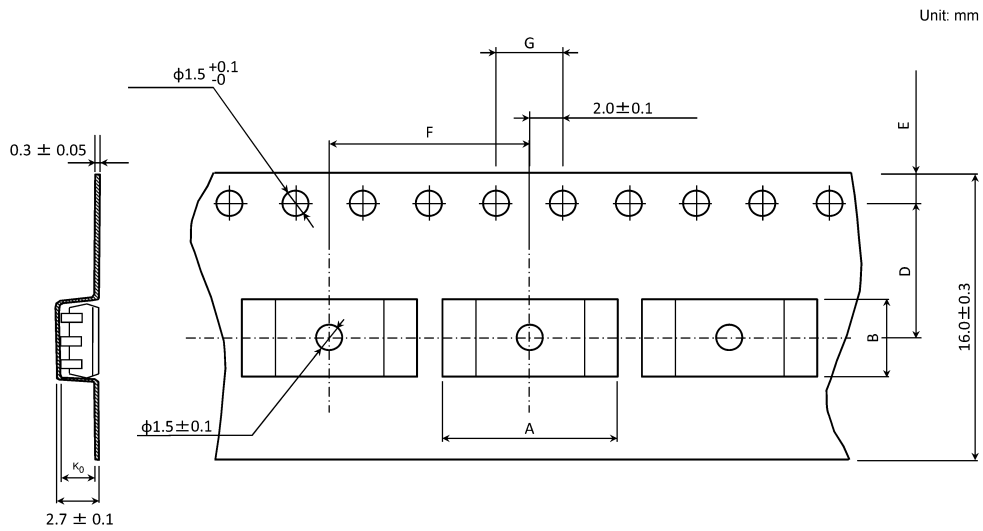 Unit: mm
G
ϕ1.5 +0.1
-0
2.0±0.1
E
F
0.3 ± 0.05
D
16.0±0.3
B
ϕ1.5±0.1
A
K0
2.7 ± 0.1